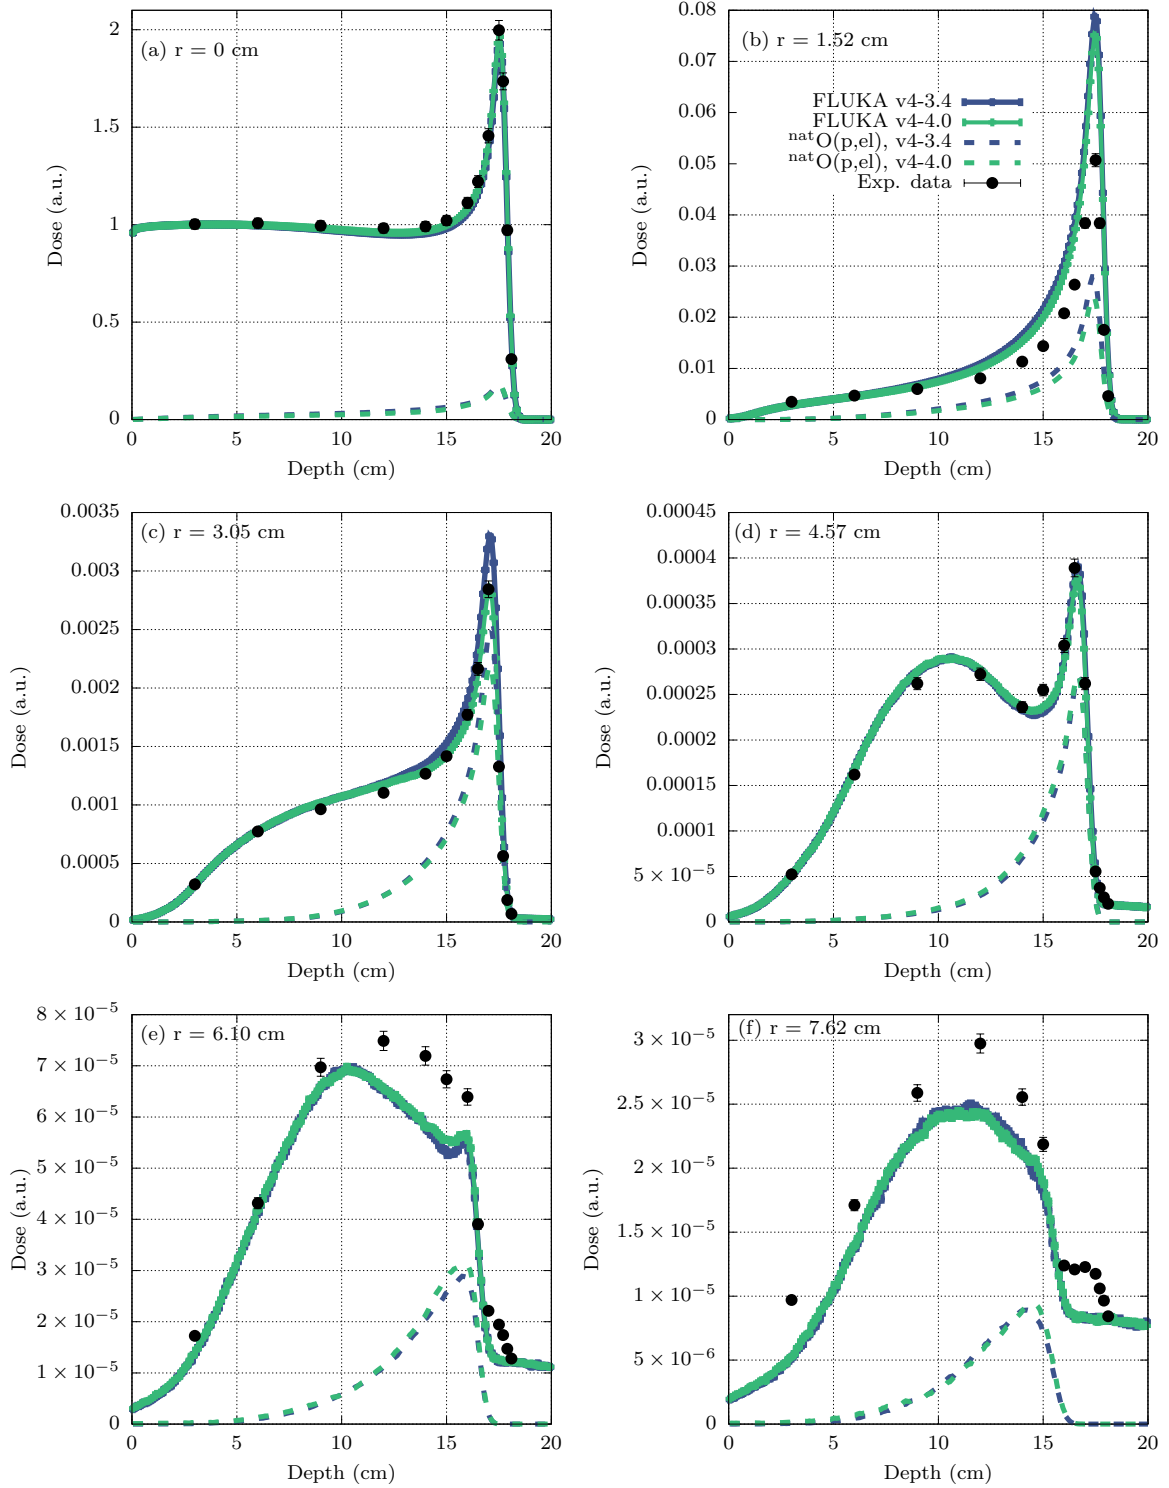 (a) r = 0 cm
Dose (a.u.)
2
1.5
1
0.5
0
0 5 10 15 20
Depth (cm)
(b) r = 1.52 cm
FLUKA v4-3.4
FLUKA v4-4.0
natO(p,el), v4-3.4
natO(p,el), v4-4.0
Exp. data
Dose (a.u.)
0.08
0.07
0.06
0.05
0.04
0.03
0.02
0.01
0
0 5 10 15 20
Depth (cm)
(c) r = 3.05 cm
Dose (a.u.)
0.0035
0.003
0.0025
0.002
0.0015
0.001
0.0005
0
0 5 10 15 20
Depth (cm)
(d) r = 4.57 cm
Dose (a.u.)
0.00045
0.0004
0.00035
0.0003
0.00025
0.0002
0.00015
0.0001
5 × 10⁻⁵
0
0 5 10 15 20
Depth (cm)
(e) r = 6.10 cm
Dose (a.u.)
8 × 10⁻⁵
7 × 10⁻⁵
6 × 10⁻⁵
5 × 10⁻⁵
4 × 10⁻⁵
3 × 10⁻⁵
2 × 10⁻⁵
1 × 10⁻⁵
0
0 5 10 15 20
Depth (cm)
(f) r = 7.62 cm
Dose (a.u.)
3 × 10⁻⁵
2.5 × 10⁻⁵
2 × 10⁻⁵
1.5 × 10⁻⁵
1 × 10⁻⁵
5 × 10⁻⁶
0
0 5 10 15 20
Depth (cm)